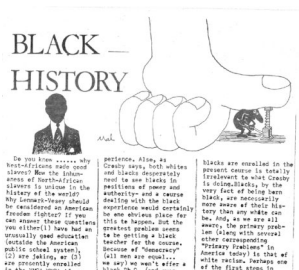 BLACK —
HISTORY
Do you know ...... why
West-Africans made good
slaves? How the inhum-
aness of North-African
slavers is unique in the
history of the world?
Why Lenmark-Vesey should
be considered an American
freedom fighter? If you
can answer these questions
you either(1) have had an
unusually good education
(outside the American
public school system),
(2) are faking, or (3)
are presently enrolled
perience. Also, as
Crosby says, both whites
and blacks desperately
need to see blacks in
positions of power and
authority- and a course
dealing with the black
experience would certainly
be one obvious place for
this to happen. But the
greatest problem seems
to be getting a black
teacher for the course.
Because of "democracy"
(all men are equal...
we say) we won't offer a
blacks are enrolled in the
present course is totally
irrelevant to what Crosby
is doing.Blacks, by the
very fact of being born
black, are necessarily
more aware of their his-
tory than any white can
be. And, as we are all
aware, the primary prob-
lem (along with several
other corresponding
"Primary Problems" in
America today) is that of
white racism. Perhaps one
of the first steps in